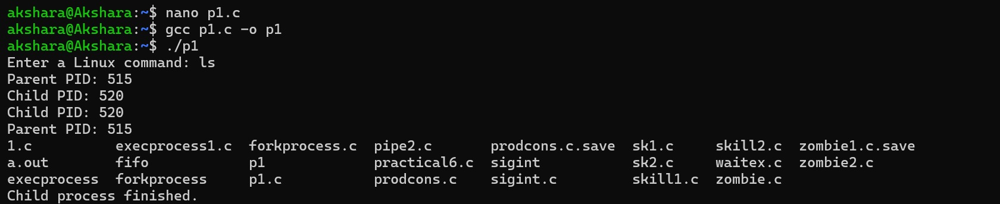 akshara@Akshara:~$ nano p1.c
akshara@Akshara:~$ gcc p1.c -o p1
akshara@Akshara:~$ ./p1
Enter a Linux command: ls
Parent PID: 515
Child PID: 520
Child PID: 520
Parent PID: 515
1.c          execprocess1.c  forkprocess.c  pipe2.c       prodcons.c.save  sk1.c     skill2.c  zombie1.c.save
a.out        fifo            p1             practical6.c  sigint           sk2.c     waitex.c  zombie2.c
execprocess  forkprocess     p1.c           prodcons.c    sigint.c         skill1.c  zombie.c
Child process finished.